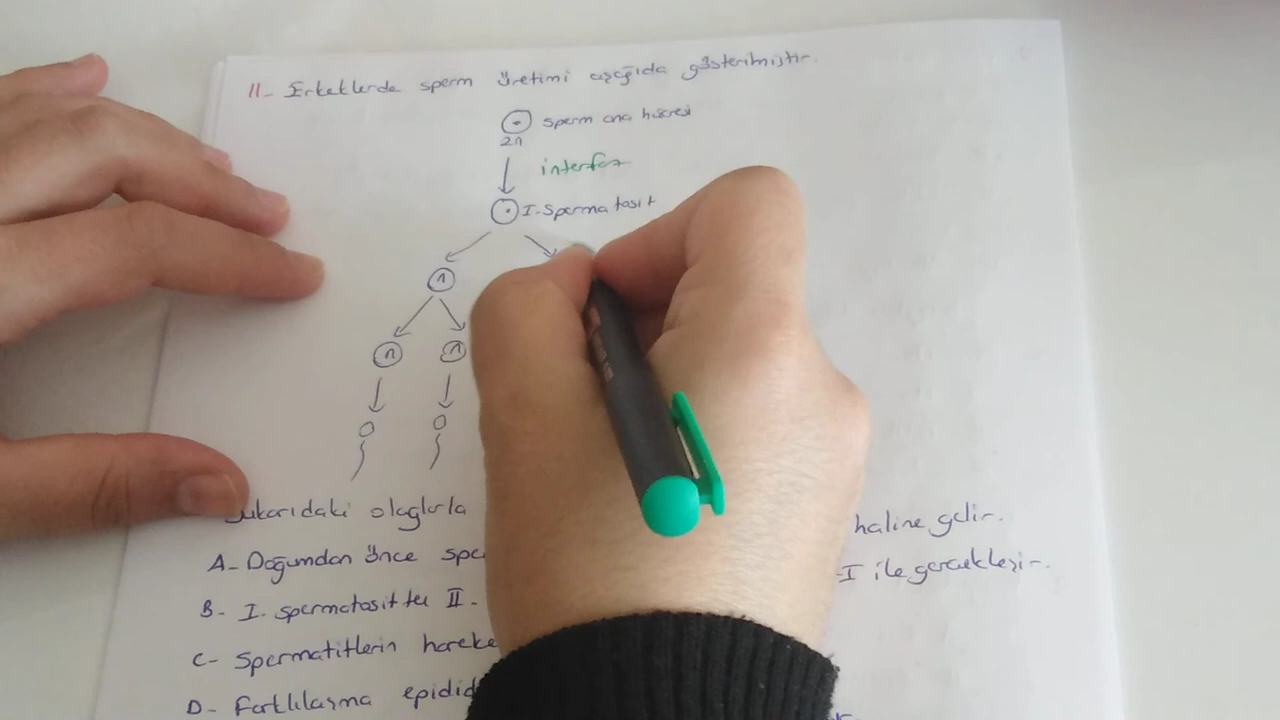 11- Erkeklerde sperm üretimi aşağıda gösterilmiştir.
sperm ana hücresi
2n
interfaz
I. Spermatosit
n
n
n
Yukarıdaki olaylarla
haline gelir.
A- Doğumdan önce spe
-I ile gerçekleşir.
B- I. spermatositten II.
C- Spermatitlerin hareke
D- Farklılaşma epidid